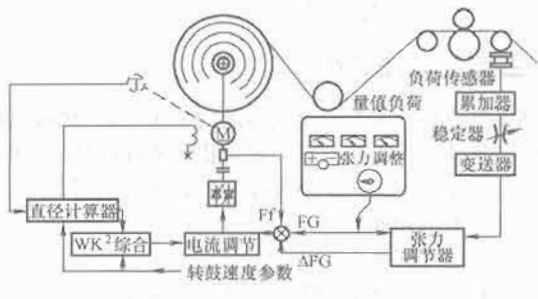 负荷传感器
量值负荷
累加器
稳定器
变送器
M
张力调整
Ff
FG
ΔFG
直径计算器
WK²综合
电流调节
张力
调节器
转鼓速度参数